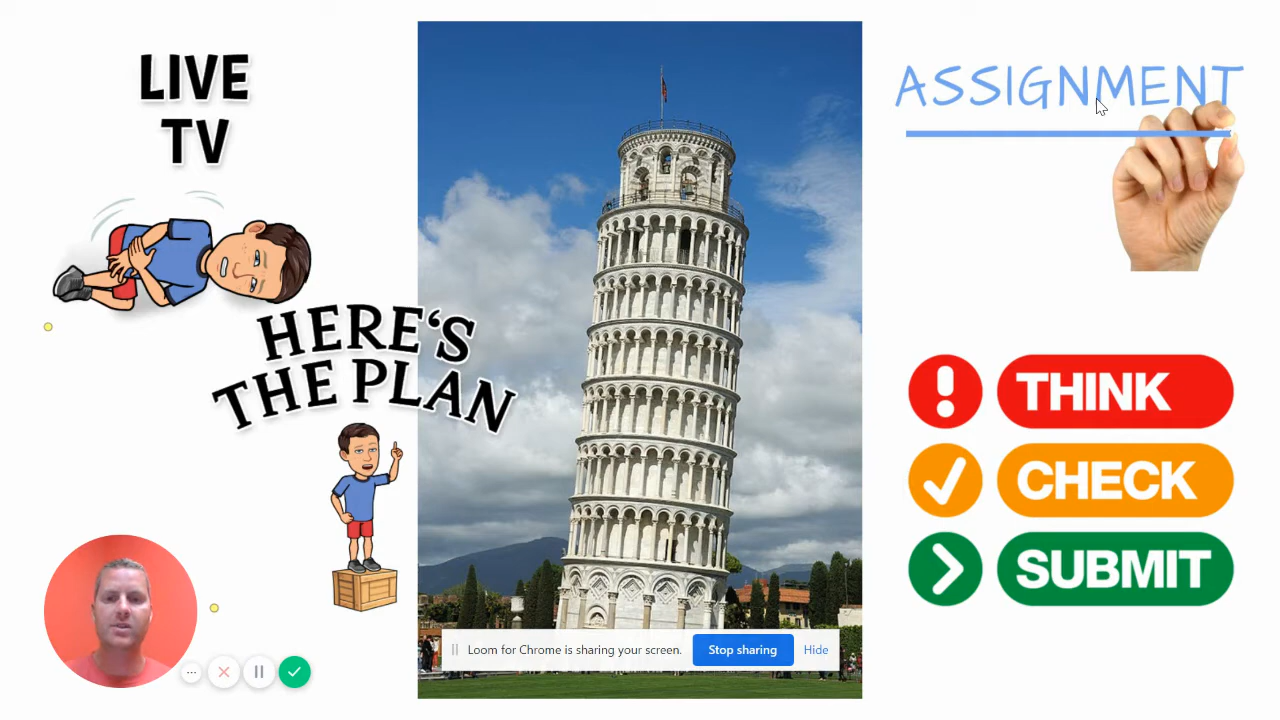 LIVE
TV
HERE'S
THE PLAN
ASSIGNMENT
THINK
CHECK
SUBMIT
Loom for Chrome is sharing your screen. Stop sharing Hide